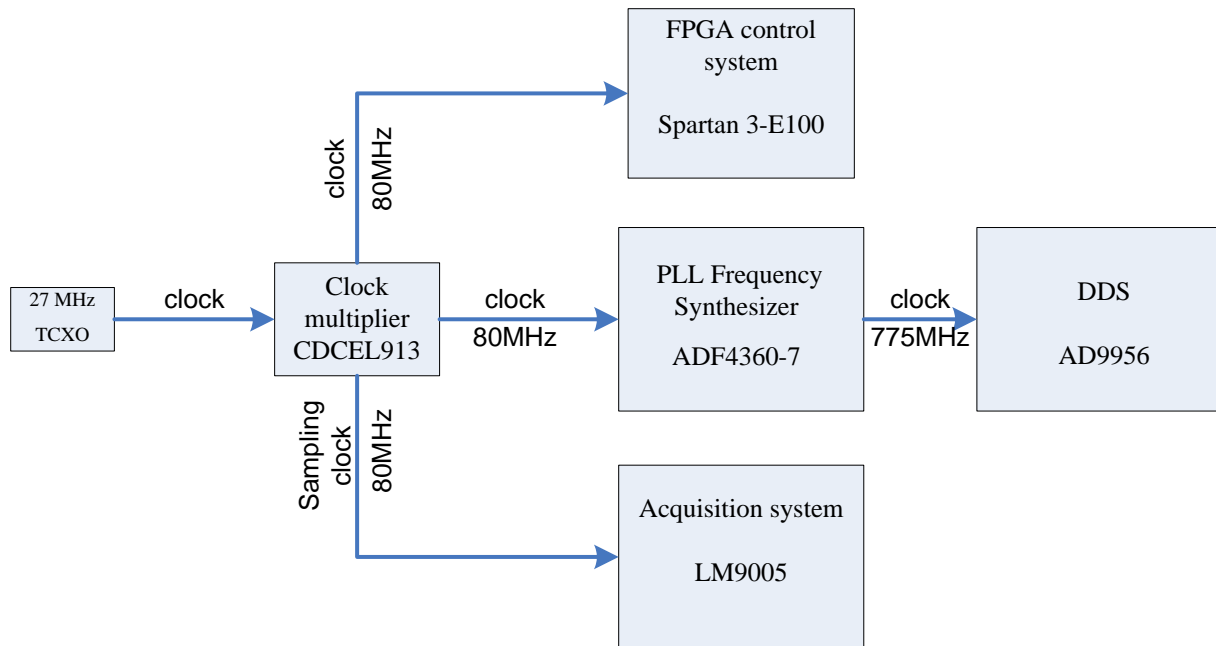 FPGA control
system
Spartan 3-E100
clock
80MHz
27 MHz
TCXO
clock
Clock
multiplier
CDCEL913
clock
80MHz
PLL Frequency
Synthesizer
ADF4360-7
clock
775MHz
DDS
AD9956
Sampling
clock
80MHz
Acquisition system
LM9005